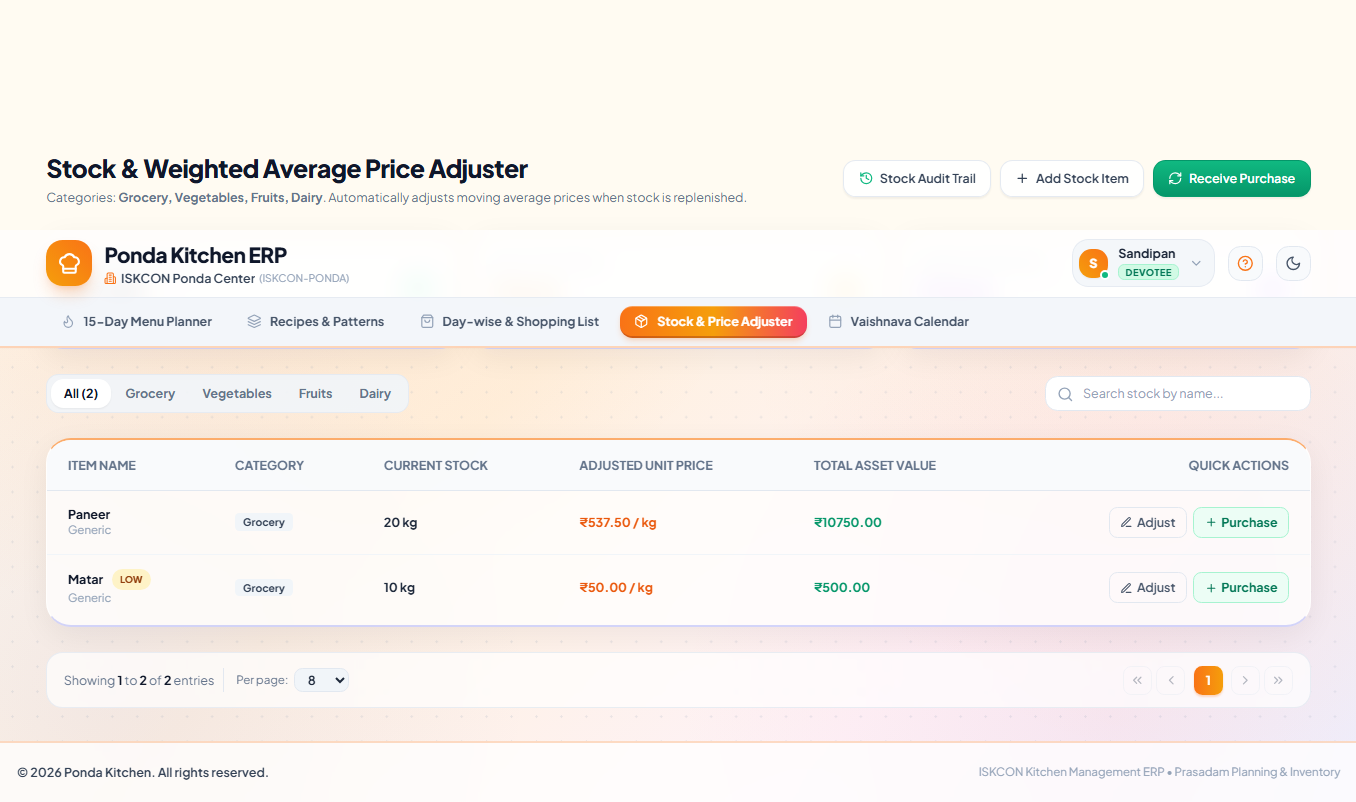 Stock & Weighted Average Price Adjuster
Categories: Grocery, Vegetables, Fruits, Dairy. Automatically adjusts moving average prices when stock is replenished.
Stock Audit Trail
Add Stock Item
Receive Purchase
Ponda Kitchen ERP
ISKCON Ponda Center (ISKCON-PONDA)
S
Sandipan
DEVOTEE
15-Day Menu Planner
Recipes & Patterns
Day-wise & Shopping List
Stock & Price Adjuster
Vaishnava Calendar
All (2)
Grocery
Vegetables
Fruits
Dairy
Search stock by name...
ITEM NAME CATEGORY CURRENT STOCK ADJUSTED UNIT PRICE TOTAL ASSET VALUE QUICK ACTIONS
Paneer
Generic
Grocery
20 kg
₹537.50 / kg
₹10750.00
Adjust
+ Purchase
Matar LOW
Generic
Grocery
10 kg
₹50.00 / kg
₹500.00
Adjust
+ Purchase
Showing 1 to 2 of 2 entries
Per page: 8
« ‹ 1 › »
© 2026 Ponda Kitchen. All rights reserved.
ISKCON Kitchen Management ERP • Prasadam Planning & Inventory